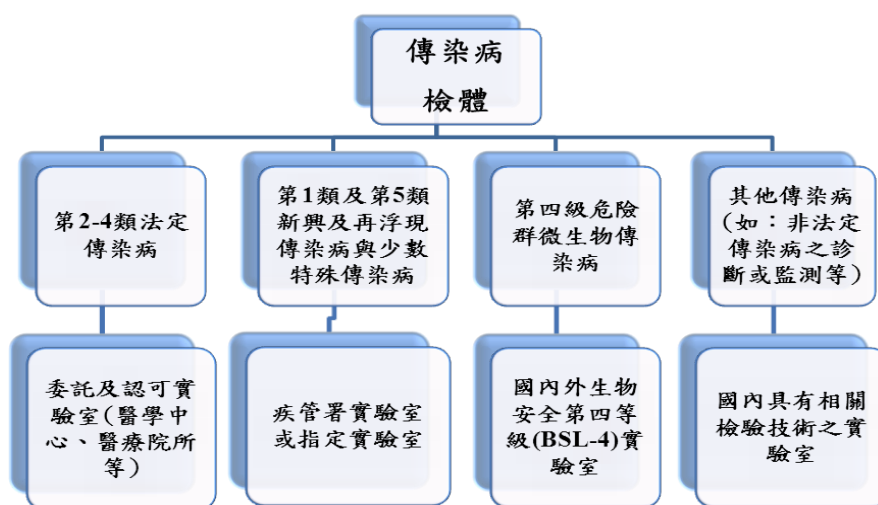 傳染病
檢體
第2-4類法定
傳染病
第1類及第5類
新興及再浮現
傳染病與少數
特殊傳染病
第四級危險
群微生物傳
染病
其他傳染病
(如：非法定
傳染病之診
斷或監測等)
委託及認可實
驗室(醫學中
心、醫療院所
等)
疾管署實驗室
或指定實驗室
國內外生物
安全第四等
級(BSL-4)實
驗室
國內具有相關
檢驗技術之實
驗室